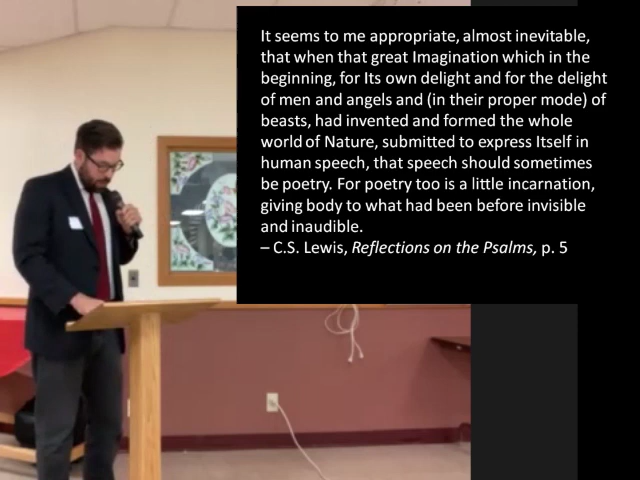 It seems to me appropriate, almost inevitable,
that when that great Imagination which in the
beginning, for Its own delight and for the delight
of men and angels and (in their proper mode) of
beasts, had invented and formed the whole
world of Nature, submitted to express Itself in
human speech, that speech should sometimes
be poetry. For poetry too is a little incarnation,
giving body to what had been before invisible
and inaudible.
– C.S. Lewis, Reflections on the Psalms, p. 5